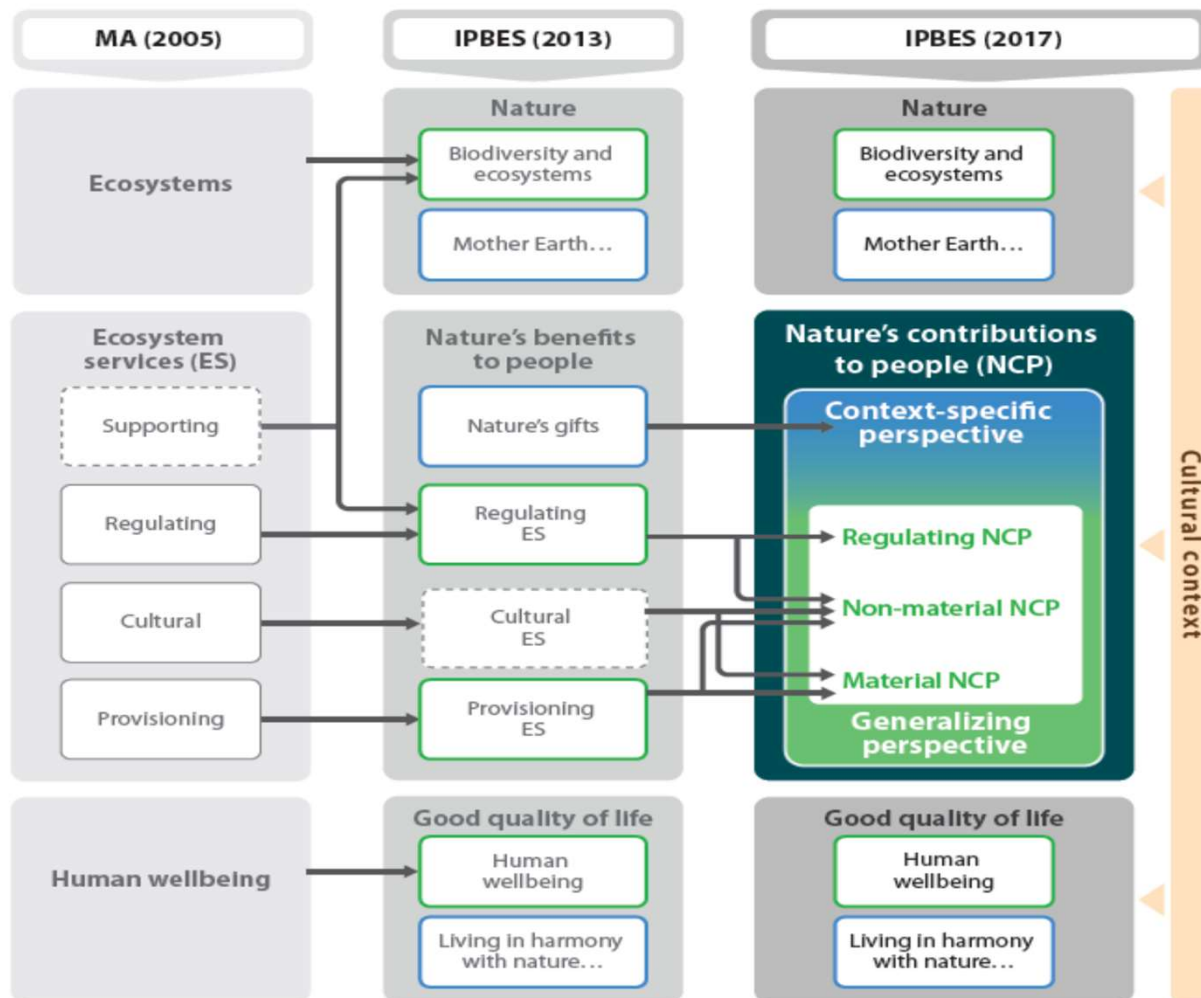 MA (2005)
IPBES (2013)
IPBES (2017)
Ecosystems
Nature
Biodiversity and
ecosystems
Mother Earth...
Nature
Biodiversity and
ecosystems
Mother Earth...
Ecosystem
services (ES)
Supporting
Regulating
Cultural
Provisioning
Nature's benefits
to people
Nature's gifts
Regulating
ES
Cultural
ES
Provisioning
ES
Nature's contributions
to people (NCP)
Context-specific
perspective
Regulating NCP
Non-material NCP
Material NCP
Generalizing
perspective
Human wellbeing
Good quality of life
Human
wellbeing
Living in harmony
with nature...
Good quality of life
Human
wellbeing
Living in harmony
with nature...
Cultural context